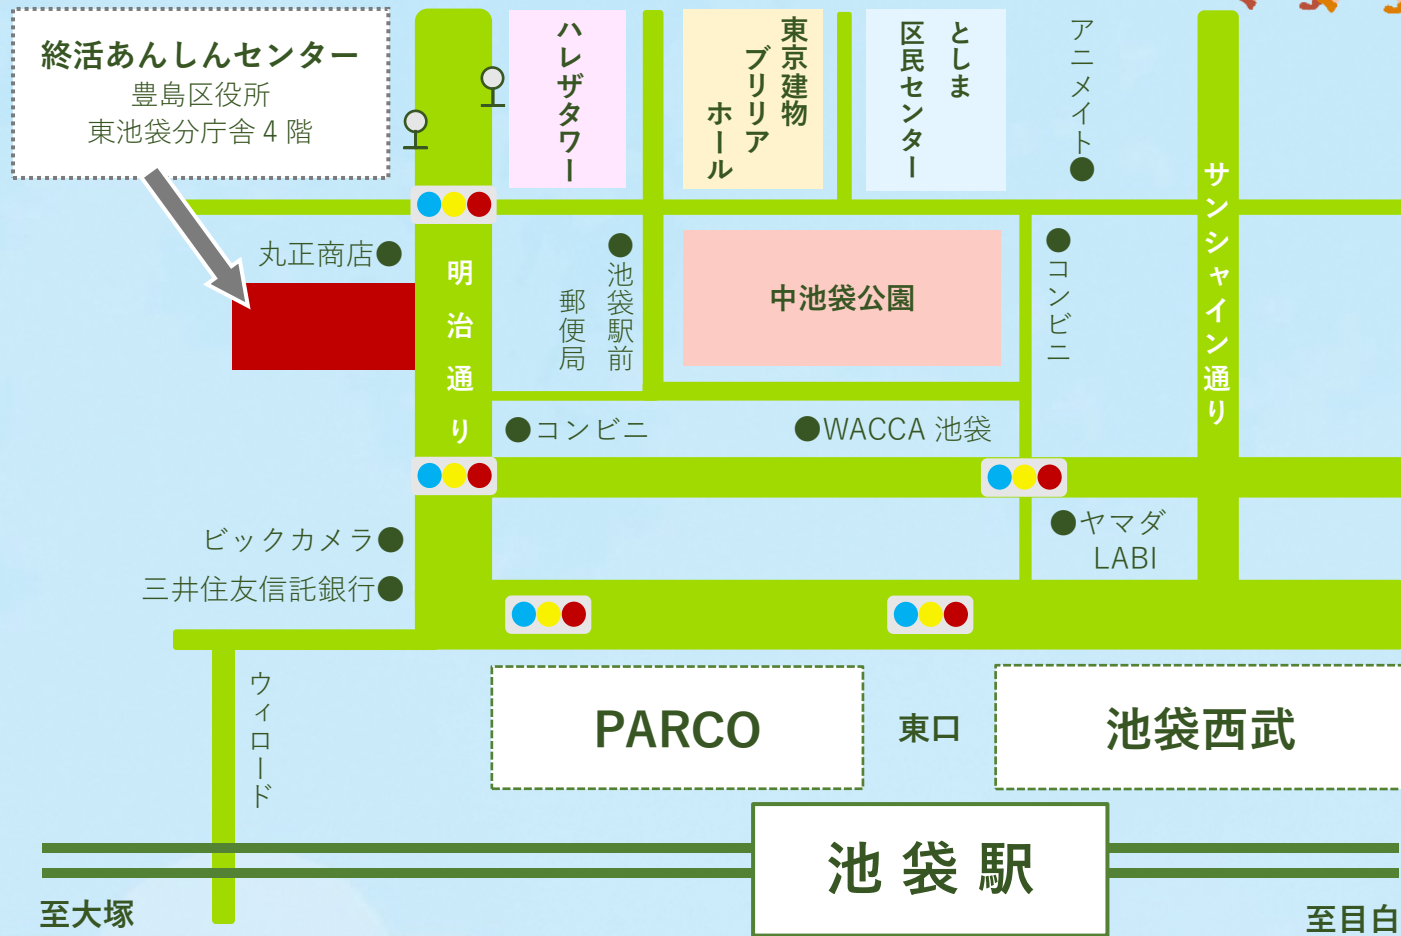 終活あんしんセンター
豊島区役所
東池袋分庁舎 4 階
ハレザタワー
東京建物
ブリリア
ホール
としま
区民センター
アニメイト●
サンシャイン通り
丸正商店●
明治通り
●池袋駅前
郵便局
中池袋公園
●コンビニ
●コンビニ
●WACCA 池袋
ビックカメラ●
三井住友信託銀行●
●ヤマダ
LABI
ウィロード
PARCO
東口
池袋西武
池袋駅
至大塚
至目白